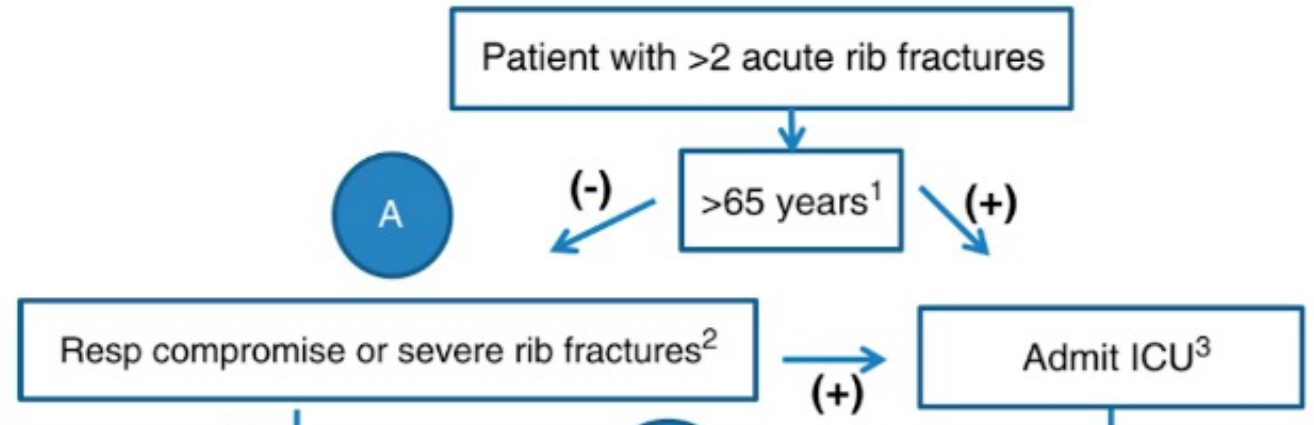 Patient with >2 acute rib fractures
A
(-)
>65 years¹
(+)
Resp compromise or severe rib fractures²
(+)
Admit ICU³